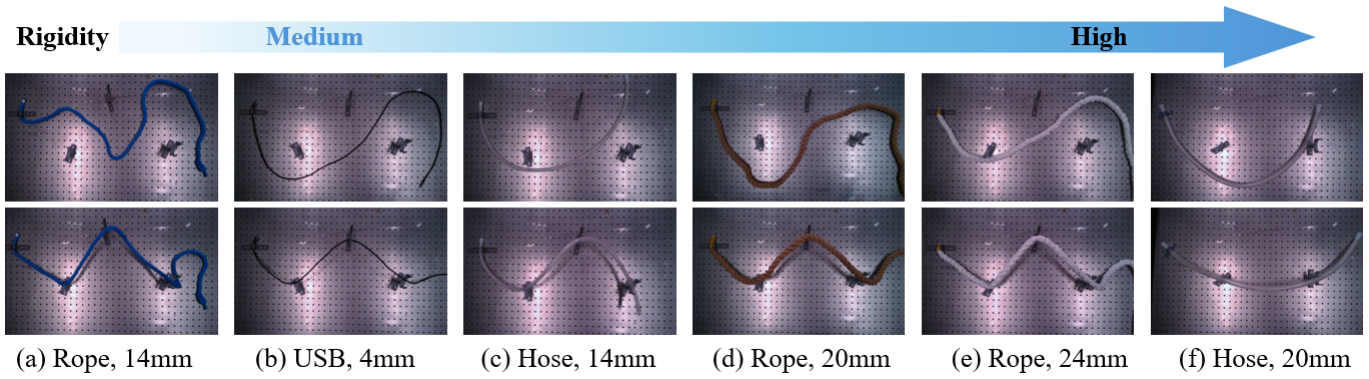 Rigidity Medium High
(a) Rope, 14mm (b) USB, 4mm (c) Hose, 14mm (d) Rope, 20mm (e) Rope, 24mm (f) Hose, 20mm